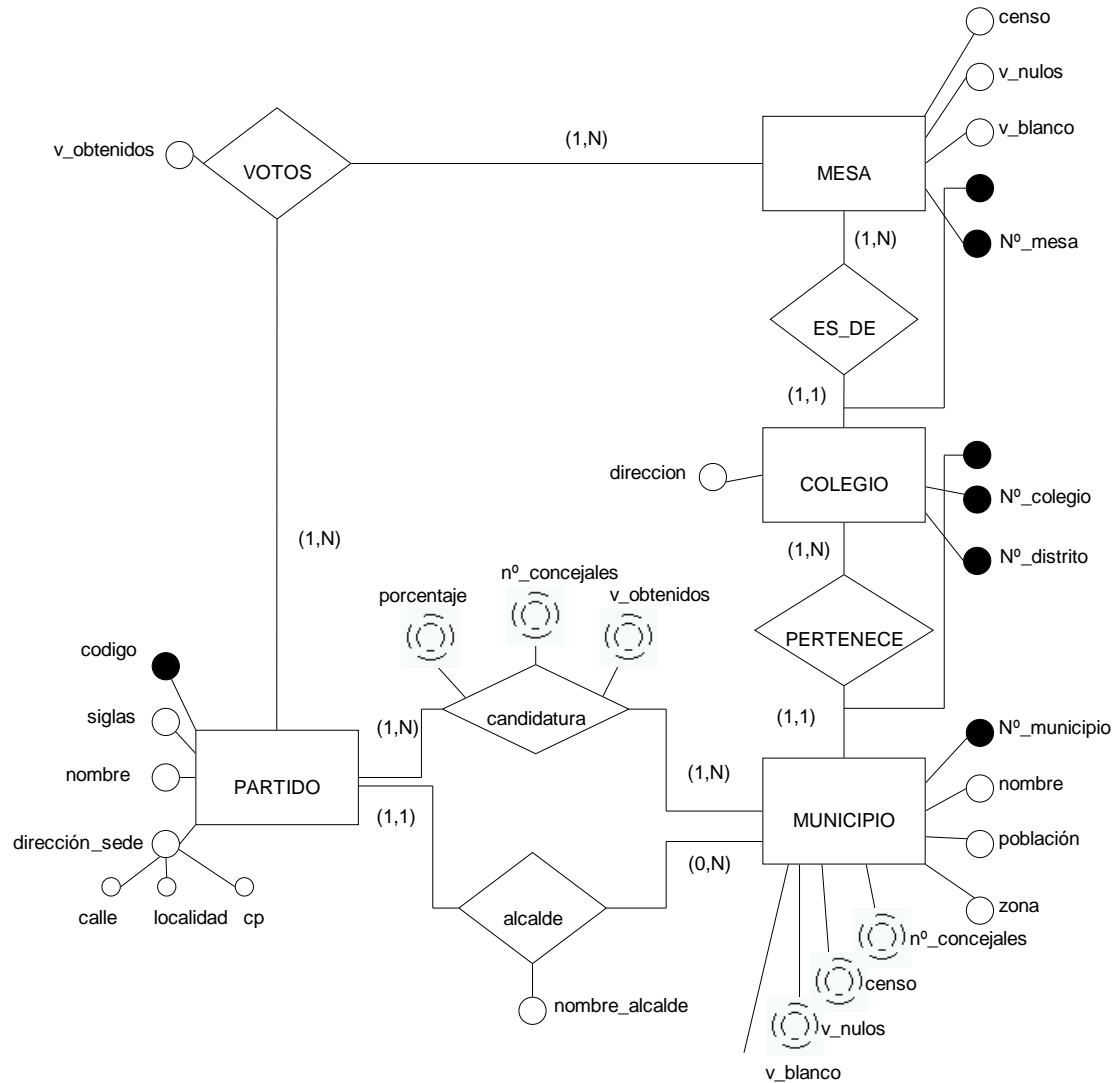 censo
v_nulos
v_obtenidos
VOTOS
(1,N)
MESA
v_blanco
(1,N)
Nº_mesa
ES_DE
(1,1)
direccion
COLEGIO
Nº_colegio
(1,N)
(1,N)
Nº_distrito
porcentaje
nº_concejales
v_obtenidos
PERTENECE
codigo
siglas
(1,N)
candidatura
(1,1)
Nº_municipio
nombre
PARTIDO
(1,N)
nombre
(1,1)
MUNICIPIO
dirección_sede
(0,N)
población
calle
localidad
cp
alcalde
zona
nº_concejales
nombre_alcalde
censo
v_nulos
v_blanco